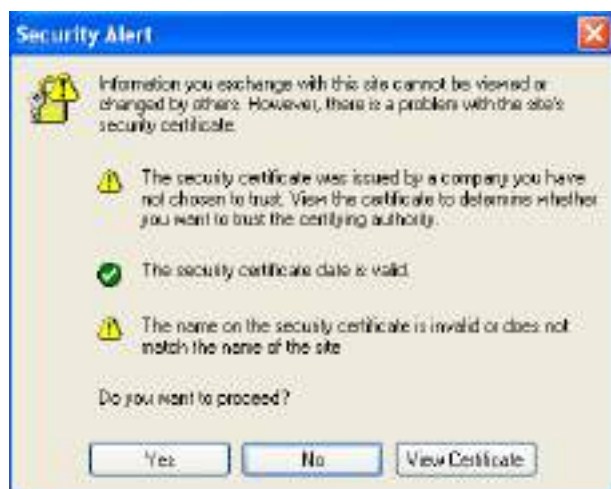 Security Alert
Information you exchange with this site cannot be viewed or
changed by others. However, there is a problem with the site's
security certificate.
The security certificate was issued by a company you have
not chosen to trust. View the certificate to determine whether
you want to trust the certifying authority.
The security certificate date is valid.
The name on the security certificate is invalid or does not
match the name of the site
Do you want to proceed?
Yes
No
View Certificate